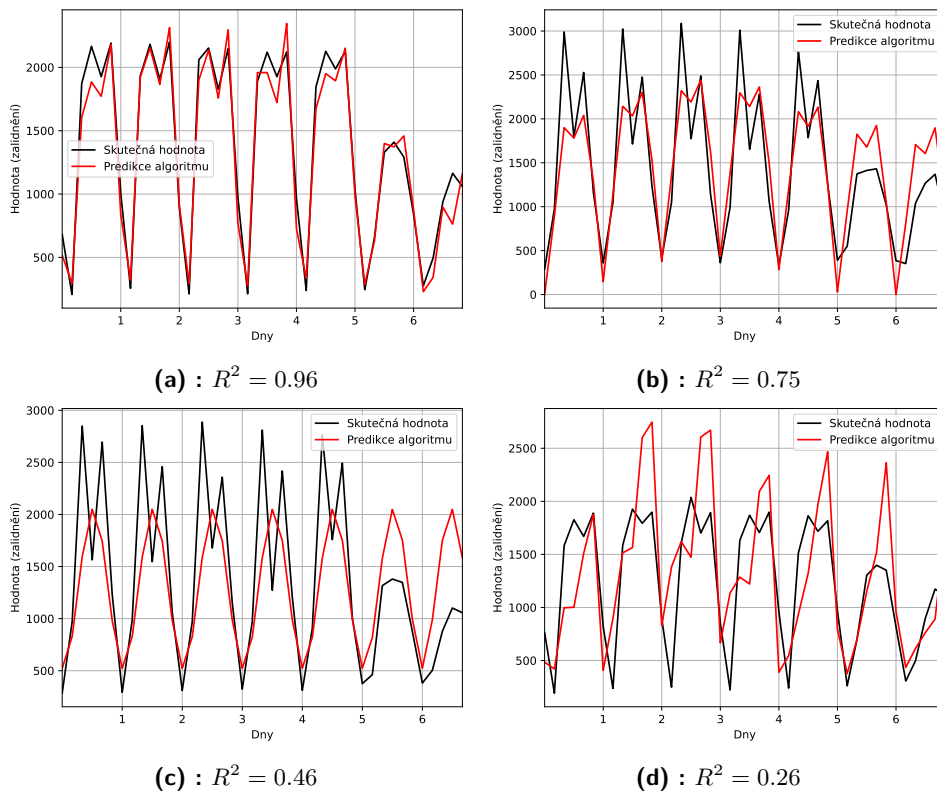 Hodnota (zalidnění)
2000
1500
1000
500
Skutečná hodnota
Predikce algoritmu
1 2 3 4 5 6
Dny
(a) : R² = 0.96
Hodnota (zalidnění)
3000
2500
2000
1500
1000
500
0
Skutečná hodnota
Predikce algoritmu
1 2 3 4 5 6
Dny
(b) : R² = 0.75
Hodnota (zalidnění)
3000
2500
2000
1500
1000
500
Skutečná hodnota
Predikce algoritmu
1 2 3 4 5 6
Dny
(c) : R² = 0.46
Hodnota (zalidnění)
2500
2000
1500
1000
500
Skutečná hodnota
Predikce algoritmu
1 2 3 4 5 6
Dny
(d) : R² = 0.26